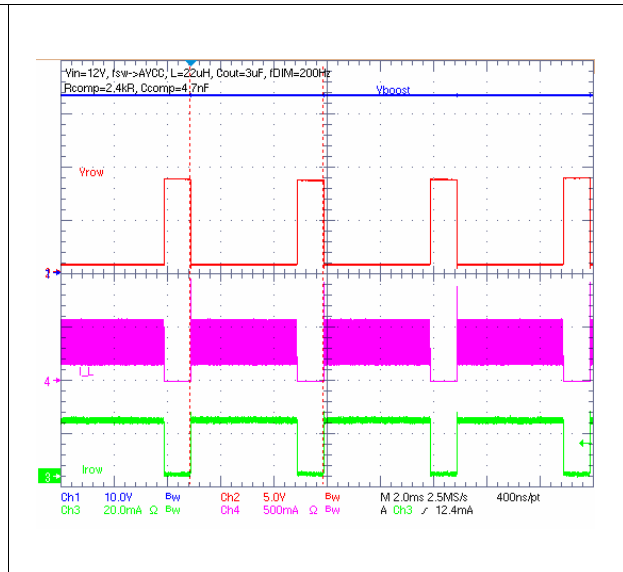 Vin=12V, fsw->AVCC, L=22uH, Cout=3uF, fDIM=200Hz
Rcomp=2.4kR, Ccomp=4.7nF
Vboost
Vrow
4
I_L
3
Irow
Ch1 10.0V Bw Ch2 5.0V Bw M 2.0ms 2.5MS/s 400ns/pt
Ch3 20.0mA Ω Bw Ch4 500mA Ω Bw A Ch3 / 12.4mA